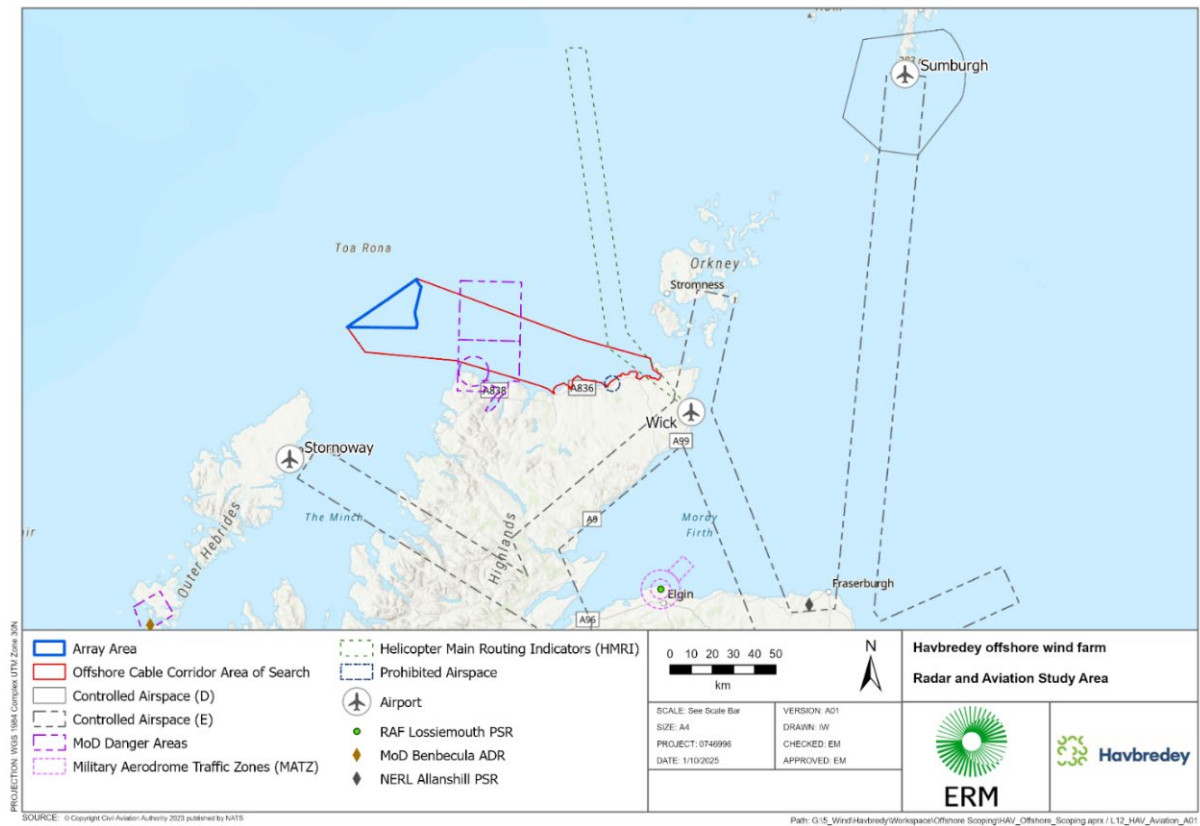 Sumburgh
Toa Rona
Orkney
Stromness
A838
A836
Wick
A99
Stornoway
The Minch
Outer Hebrides
Highlands
A9
Moray
Firth
Elgin
Fraserburgh
A96
PROJECTION: WGS 1984 Complex UTM Zone 30N
Array Area
Offshore Cable Corridor Area of Search
Controlled Airspace (D)
Controlled Airspace (E)
MoD Danger Areas
Military Aerodrome Traffic Zones (MATZ)
Helicopter Main Routing Indicators (HMRI)
Prohibited Airspace
Airport
RAF Lossiemouth PSR
MoD Benbecula ADR
NERL Allanshill PSR
0 10 20 30 40 50
km
N
SCALE: See Scale Bar
SIZE: A4
PROJECT: 0746996
DATE: 1/10/2025
VERSION: A01
DRAWN: IW
CHECKED: EM
APPROVED: EM
Havbredey offshore wind farm
Radar and Aviation Study Area
ERM
Havbredey
SOURCE: © Copyright Civil Aviation Authority 2023 published by NATS
Path: G:\5_Wind\Havbredy\Workspace\Offshore Scoping\HAV_Offshore_Scoping.aprx / L12_HAV_Aviation_A01